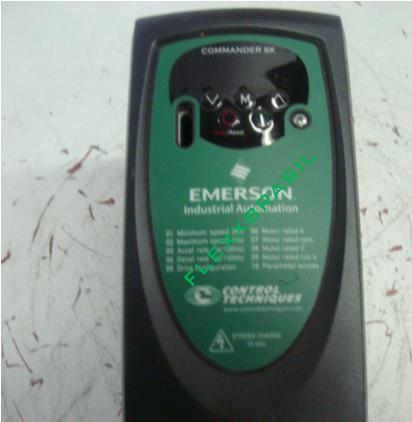 COMMANDER SK
M
Stop/Reset
EMERSON
Industrial Automation
01 Minimum speed
02 Maximum speed
03 Accel rate
04 Decel rate
05 Drive configuration
06 Motor rated A
07 Motor rated rpm
08 Motor rated V
09 Motor rated cos ø
10 Parameter access
FLEXXBRASIL
CONTROL
TECHNIQUES
www.controltechniques.com
STORED CHARGE
10 min